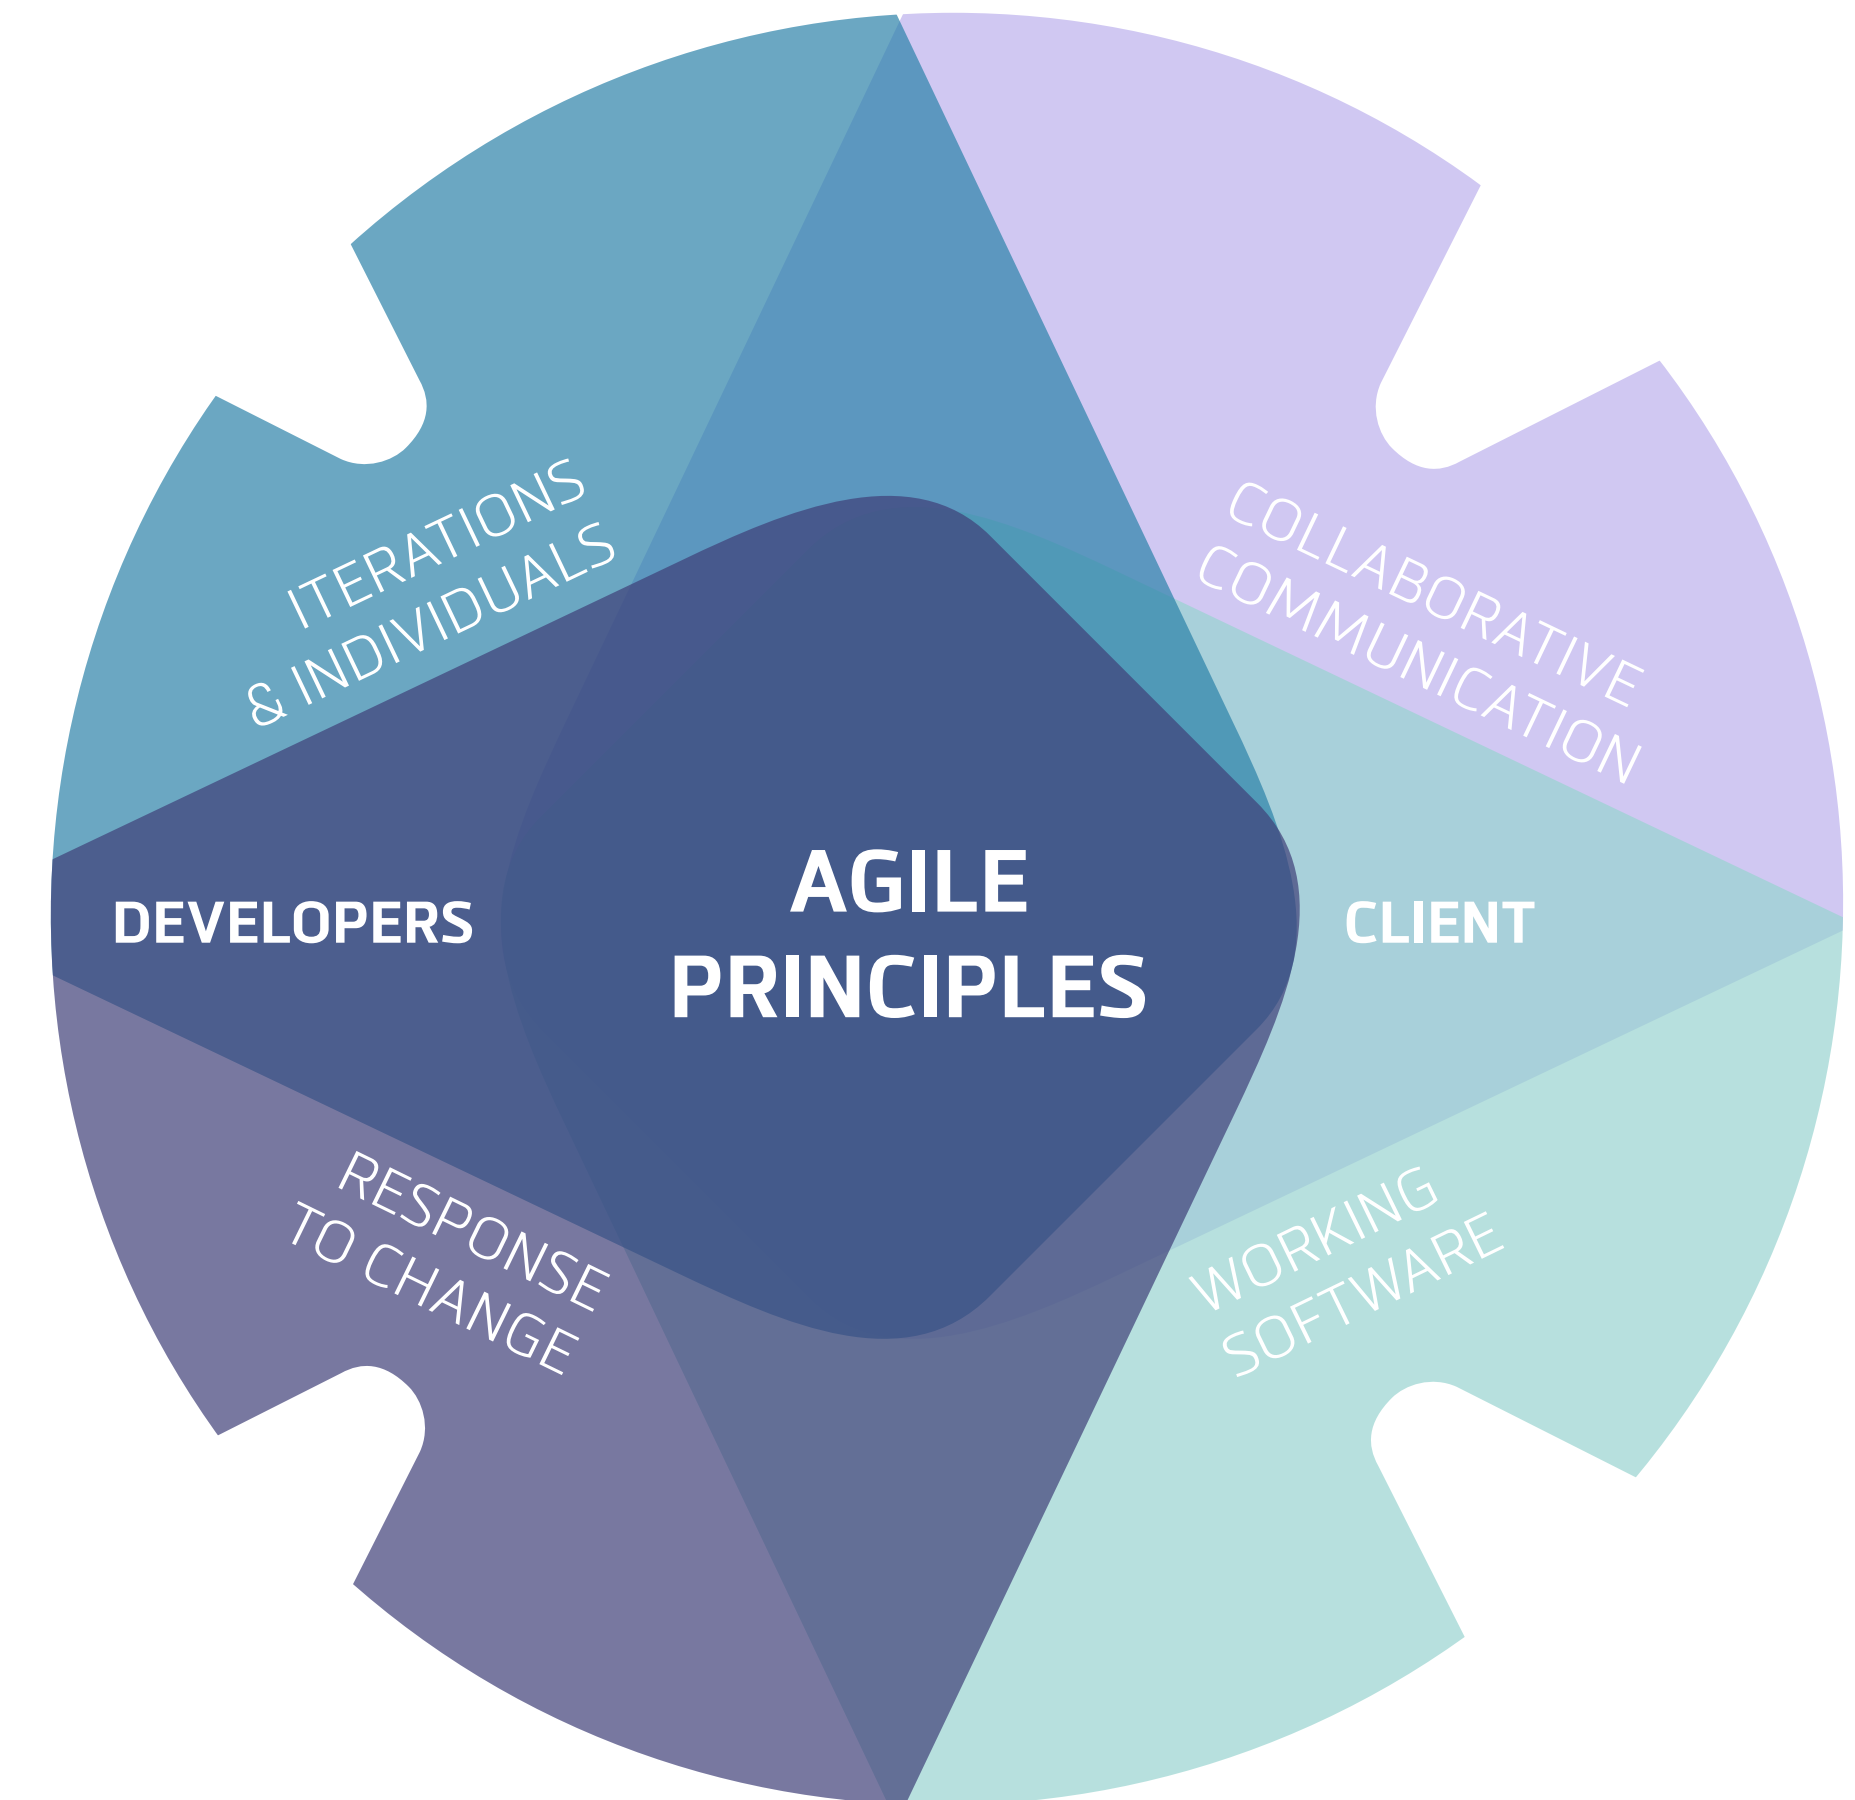 ITERATIONS
& INDIVIDUALS
COLLABORATIVE
COMMUNICATION
DEVELOPERS
AGILE
PRINCIPLES
CLIENT
RESPONSE
TO CHANGE
WORKING
SOFTWARE